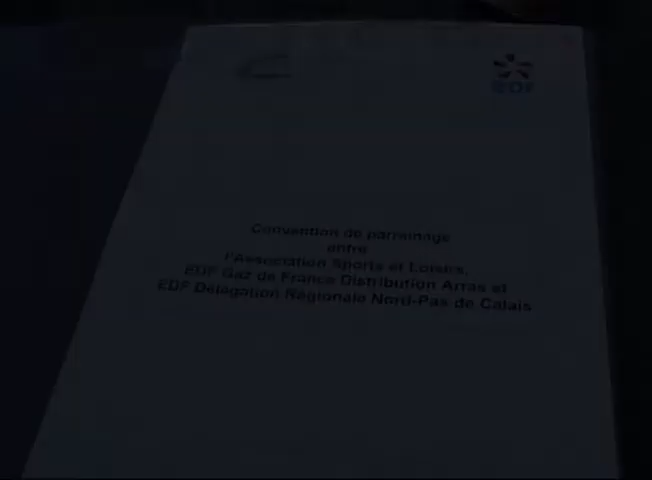 EDF
Convention de parrainage
entre
l'Association Sports et Loisirs,
EDF Gaz de France Distribution Arras et
EDF Délégation Régionale Nord-Pas de Calais